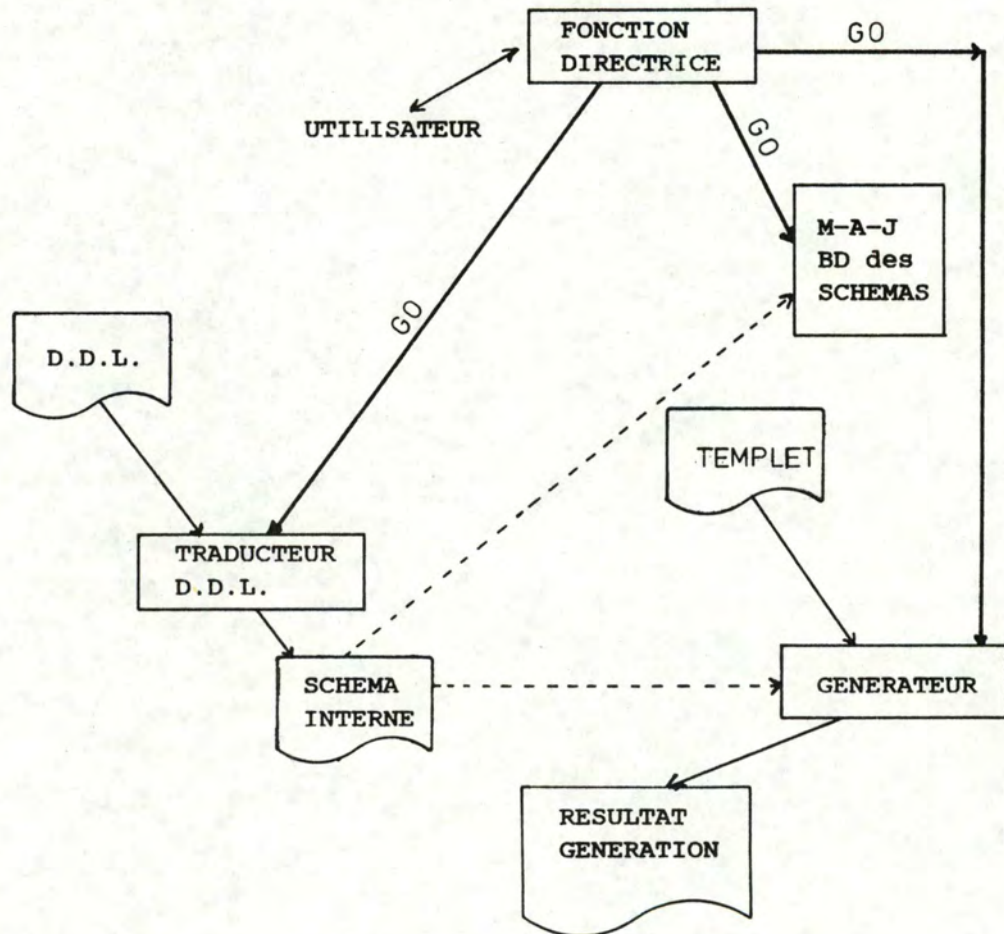 FONCTION
DIRECTRICE
GO
UTILISATEUR
GO
M-A-J
BD des
SCHEMAS
GO
D.D.L.
TEMPLET
TRADUCTEUR
D.D.L.
SCHEMA
INTERNE
GENERATEUR
RESULTAT
GENERATION